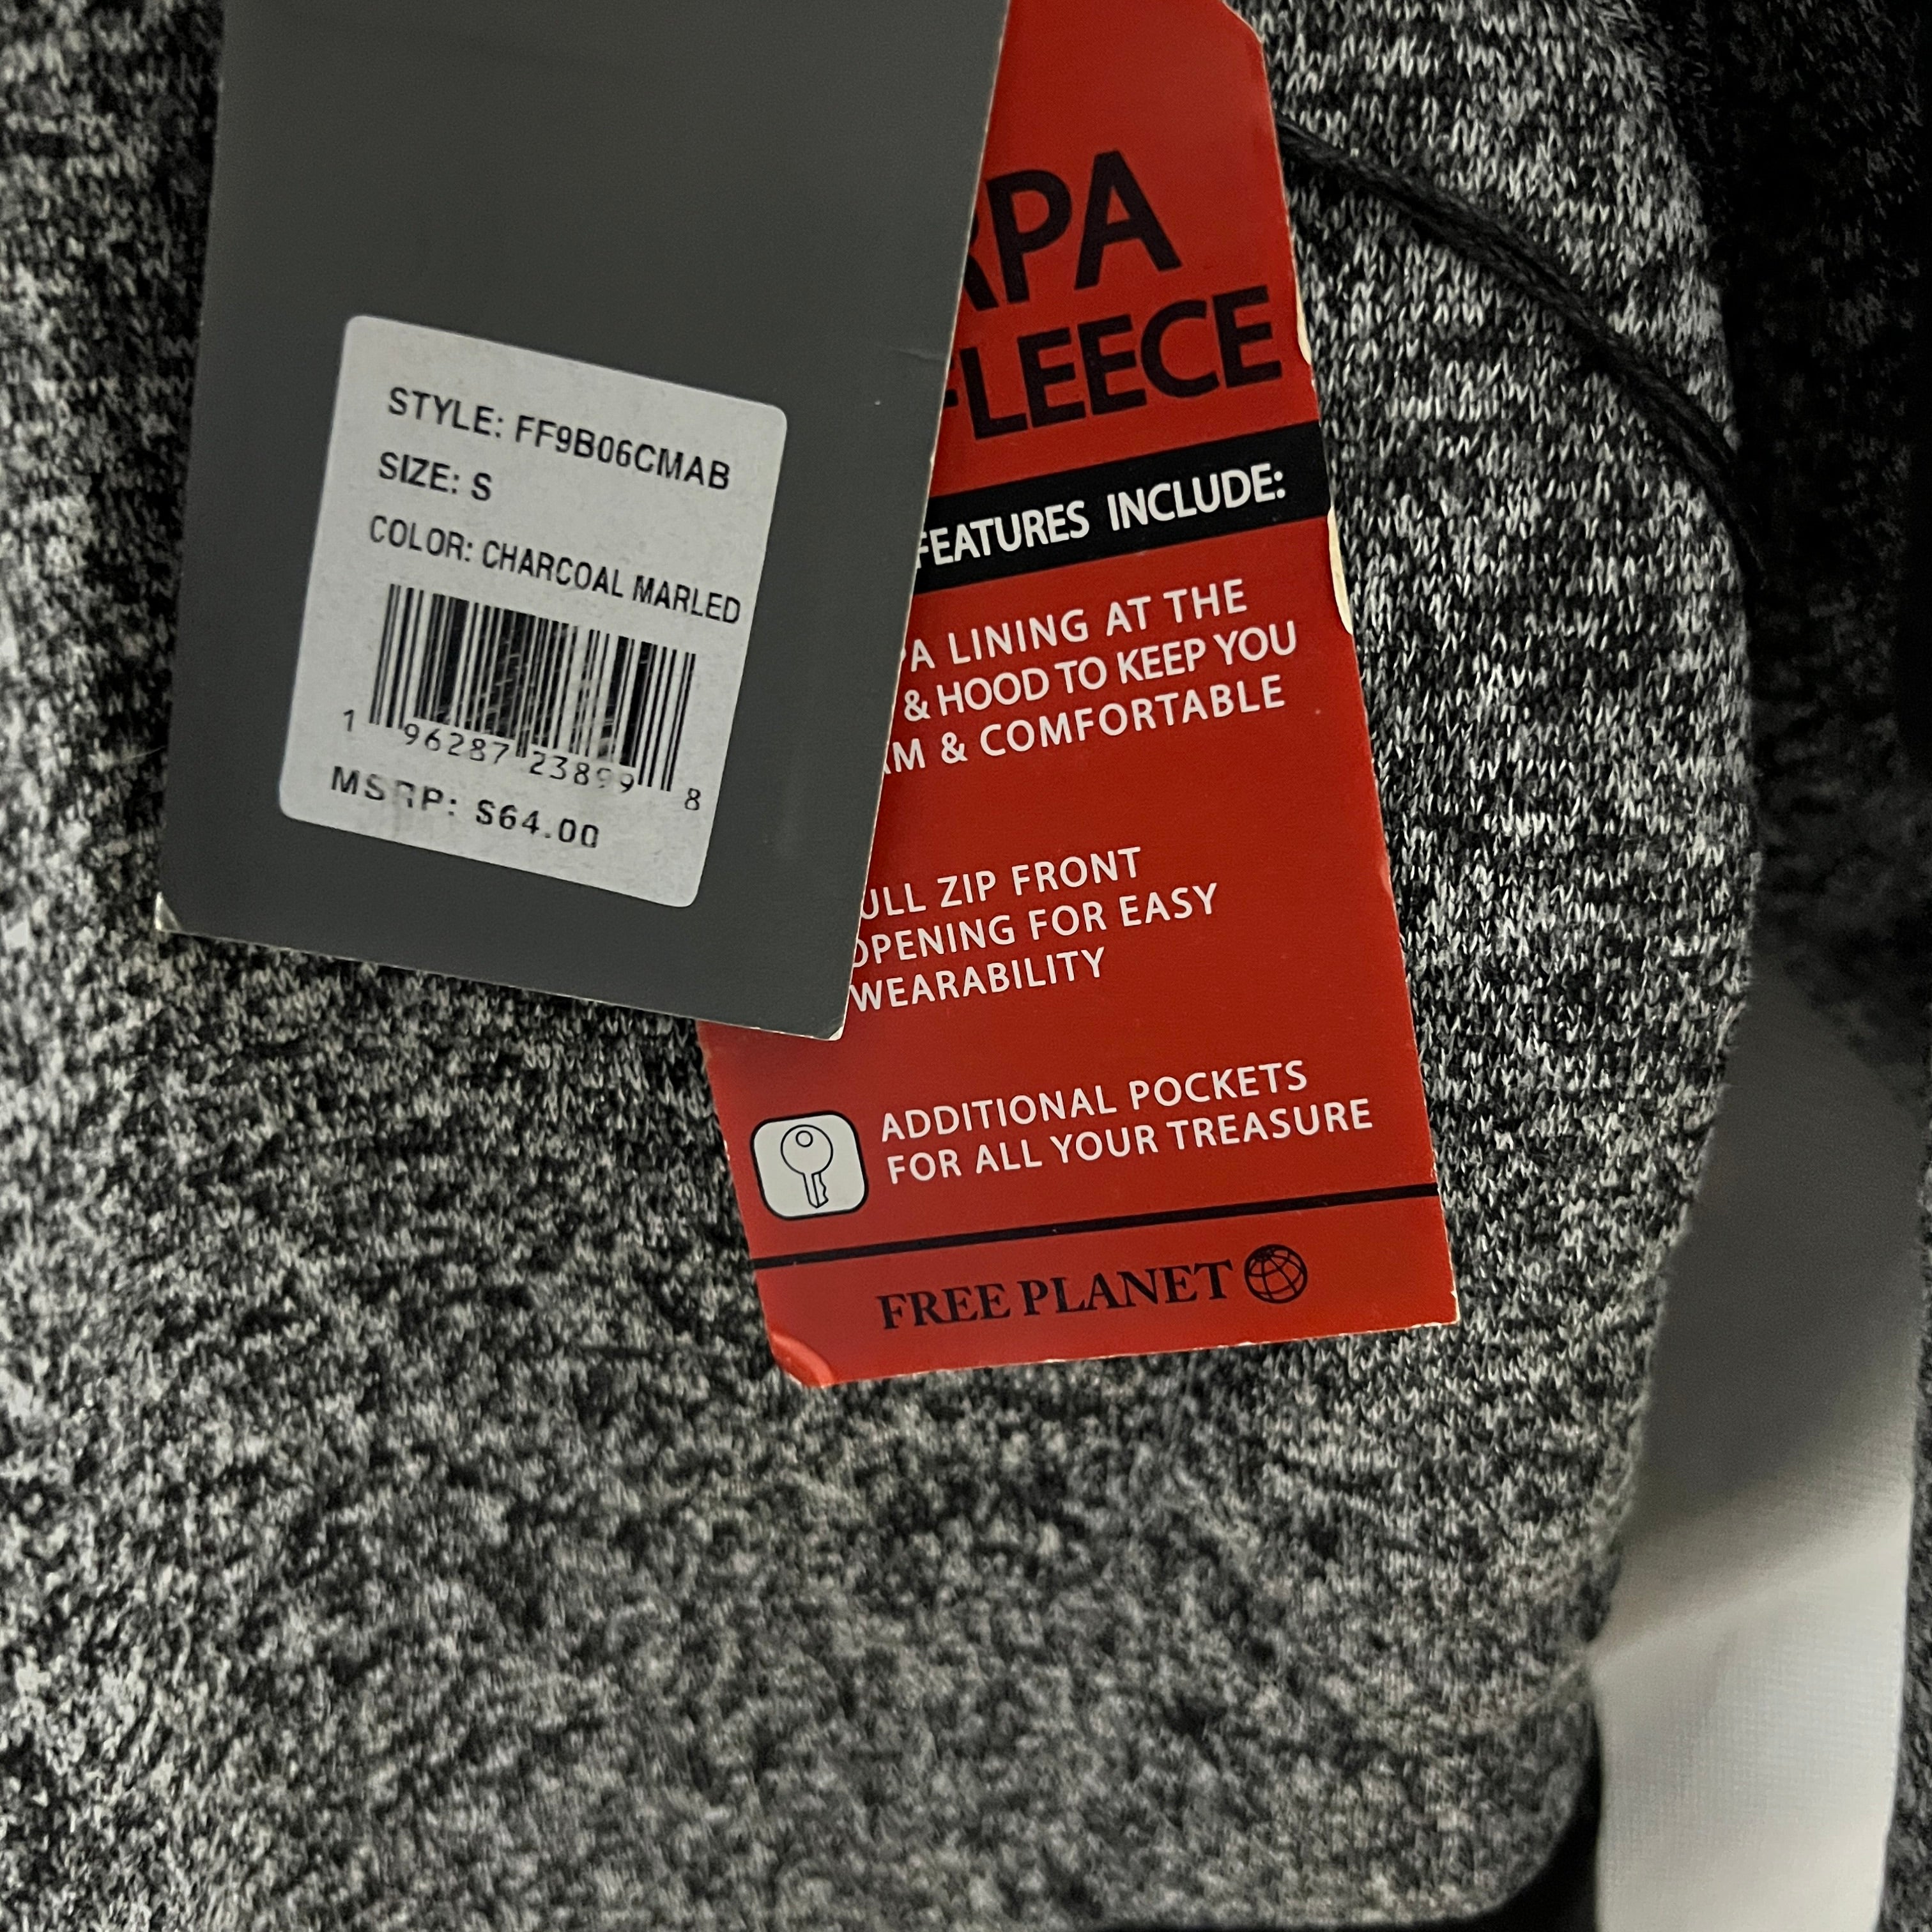 STYLE: FF9B06CMAB
SIZE: S
COLOR: CHARCOAL MARLED
1 96287 23899 8
MSRP: $64.00
RPA
FLEECE
FEATURES INCLUDE:
PA LINING AT THE
& HOOD TO KEEP YOU
RM & COMFORTABLE
ULL ZIP FRONT
OPENING FOR EASY
WEARABILITY
ADDITIONAL POCKETS
FOR ALL YOUR TREASURE
FREE PLANET